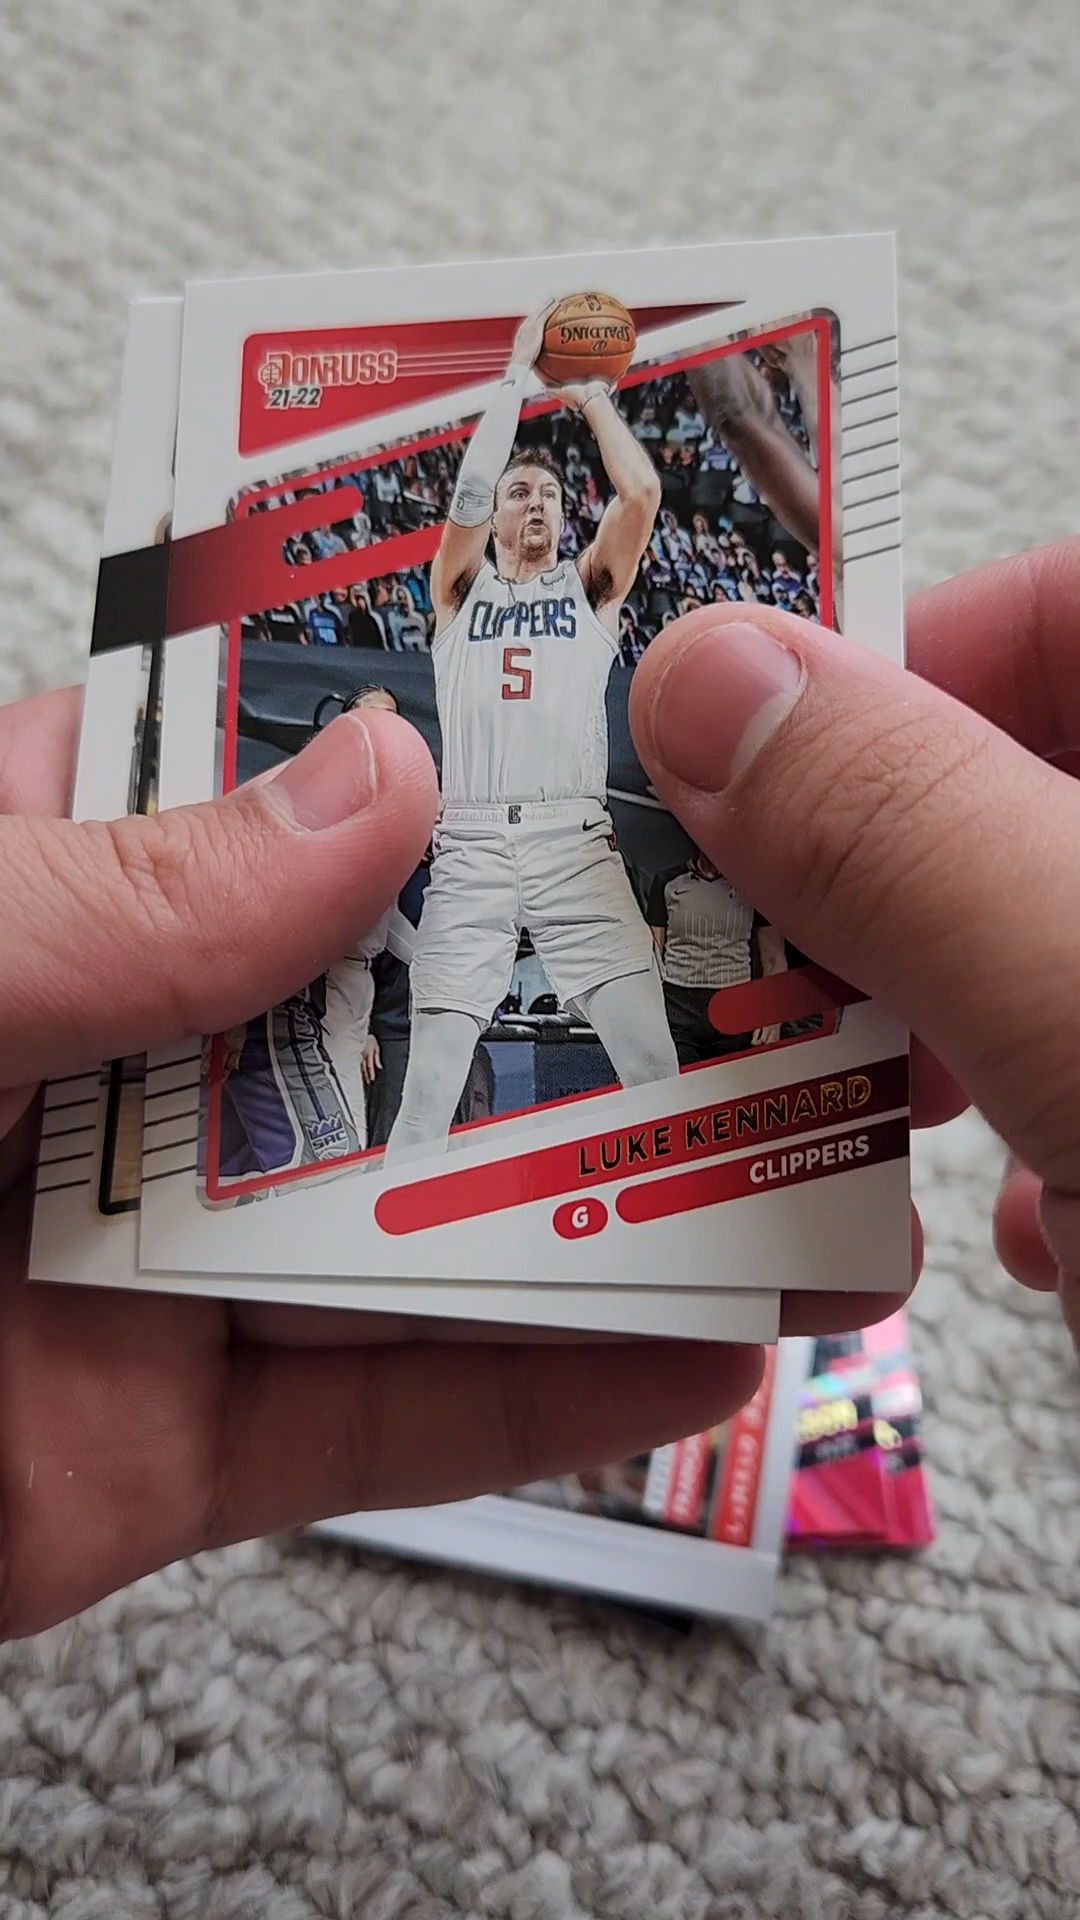 DONRUSS
21-22
SPALDING
CLIPPERS
5
SAC
LUKE KENNARD
CLIPPERS
G